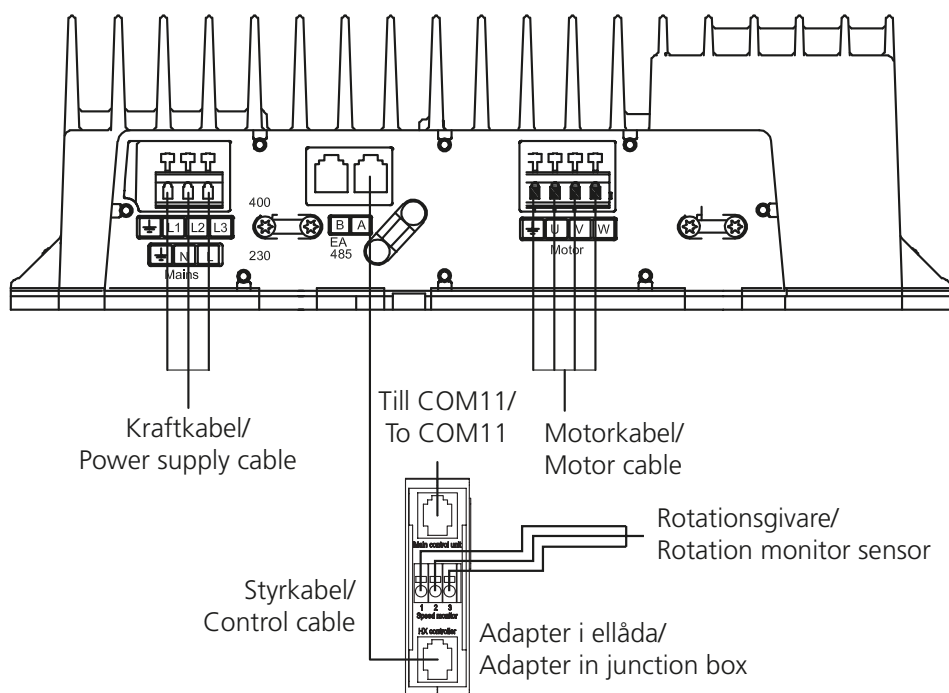 400
L1 L2 L3
B A
U V W
EA
485
230
N L
Mains
Motor
Till COM11/
To COM11
Kraftkabel/
Power supply cable
Motorkabel/
Motor cable
Main control unit
Rotationsgivare/
Rotation monitor sensor
1 2 3
Speed monitor
Styrkabel/
Control cable
HX controller
Adapter i ellåda/
Adapter in junction box